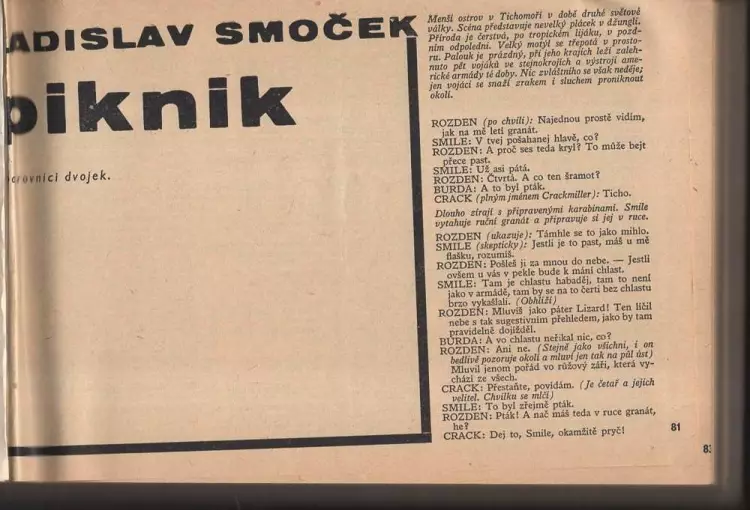 ADISLAV SMOČEK
piknik
dvojek.
Menší ostrov v Tichomoří v době druhé světové
války. Scéna představuje nevelký plácek v džungli.
Příroda je čerstvá, po tropickém lijáku, v pozd-
ním odpoledni. Velký motýl se třepotá v prosto-
ru. Palouk je prázdný, při jeho krajích leží zaleh-
nuto pět vojáků ve stejnokrojích a výstroji ame-
rické armády té doby. Nic zvláštního se však neděje;
jen vojáci se snaží zrakem i sluchem proniknout
okolí.
ROZDEN (po chvíli): Najednou prostě vidím,
jak na mě letí granát.
SMILE: V tvej pošahanej hlavě, co?
ROZDEN: A proč ses teda kryl? To může bejt
přece past.
SMILE: Už asi pátá.
ROZDEN: Čtvrtá. A co ten šramot?
BURDA: A to byl pták.
CRACK (plným jménem Crackmiller): Ticho.
Dlouho zírají s připravenými karabinami. Smile
vytahuje ruční granát a připravuje si jej v ruce.
ROZDEN (ukazuje): Támhle se to jako mihlo.
SMILE (skepticky): Jestli je to past, máš u mě
flašku, rozumíš.
ROZDEN: Pošleš ji za mnou do nebe. — Jestli
ovšem u vás v pekle bude k mání chlast.
SMILE: Tam je chlastu habaděj, tam to není
jako v armádě, tam by se na to čerti bez chlastu
brzo vykašlali. (Obhlíží)
ROZDEN: Mluvíš jako páter Lizard! Ten líčil
nebe s tak sugestivním přehledem, jako by tam
pravidelně dojížděl.
BURDA: A vo chlastu neříkal nic, co?
ROZDEN: Ani ne. (Stejně jako všichni, i on
bedlivě pozoruje okolí a mluví jen tak na půl úst)
Mluvil jenom pořád vo růžový záři, která vy-
chází ze všech.
CRACK: Přestaňte, povídám. (Je četař a jejich
velitel. Chvilku se mlčí)
SMILE: To byl zřejmě pták.
ROZDEN: Pták! A nač máš teda v ruce granát,
he?
CRACK: Dej to, Smile, okamžitě pryč!
81